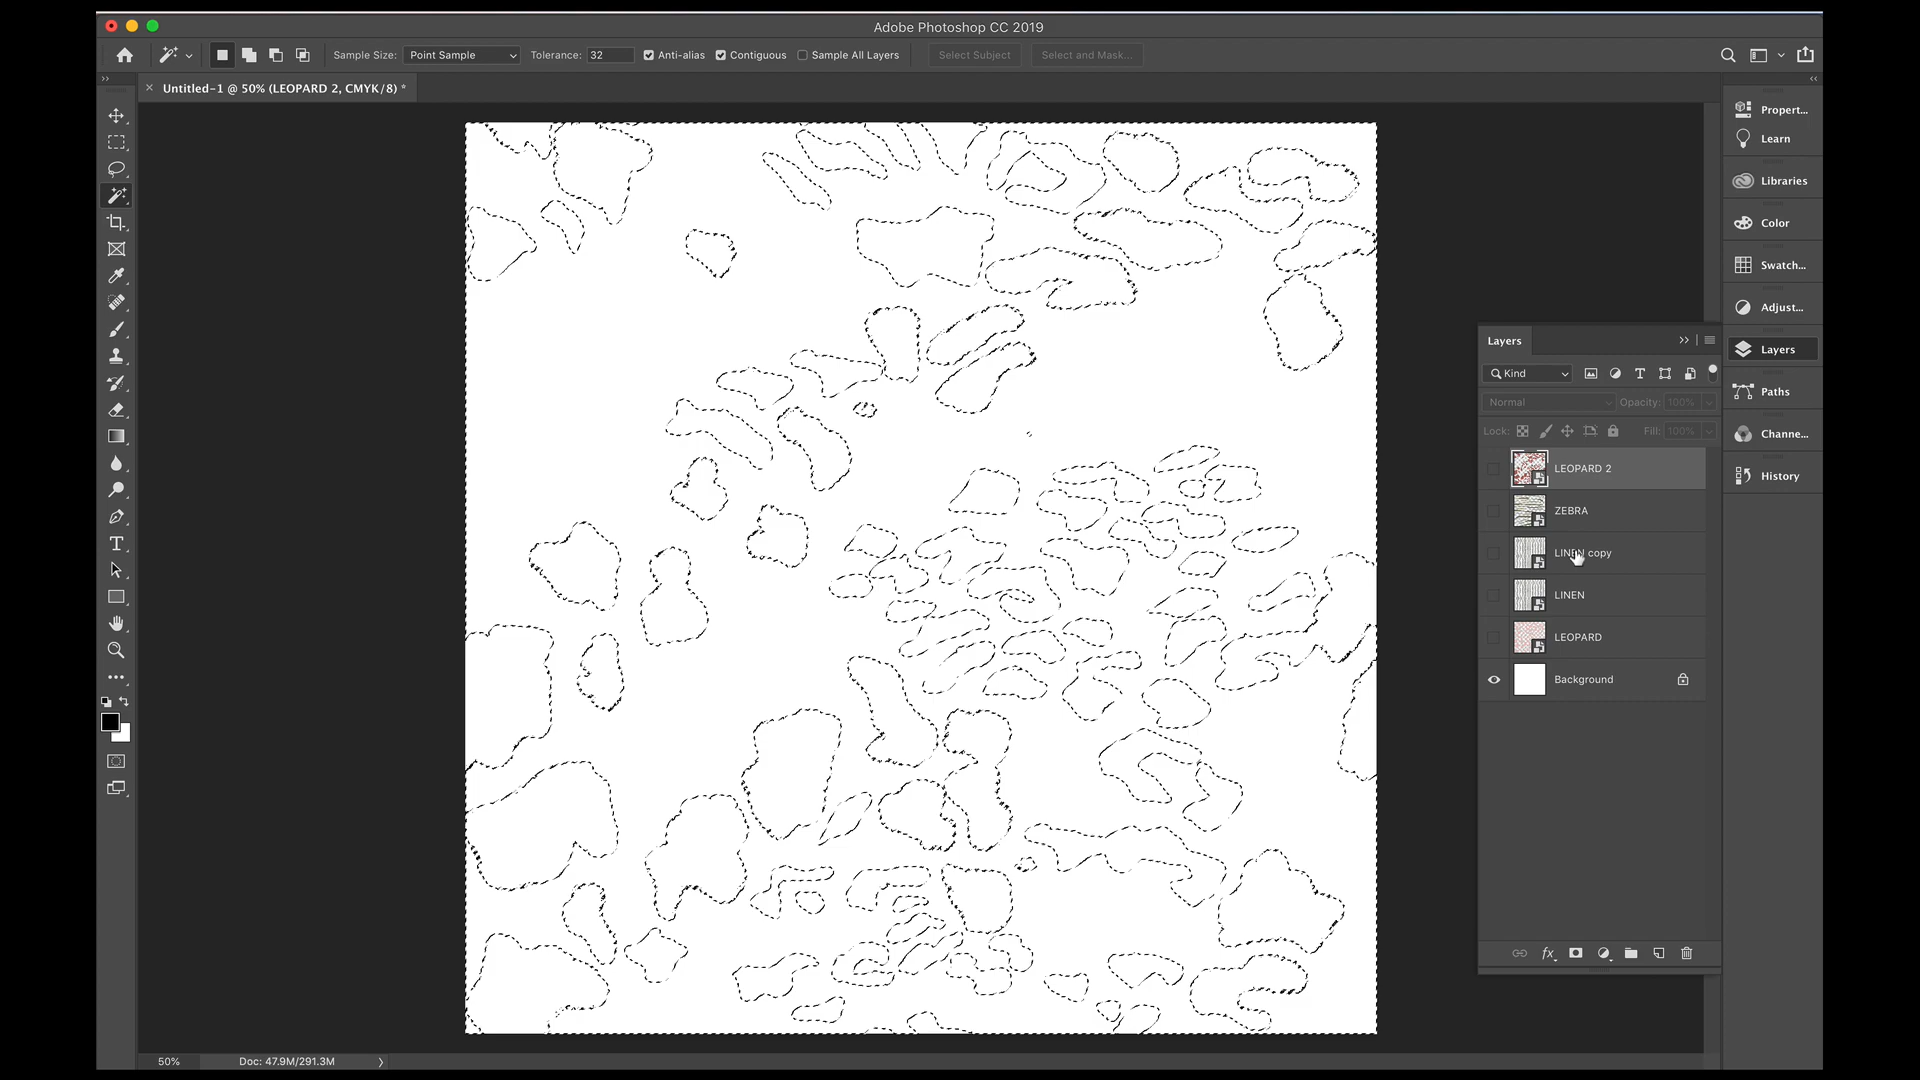 Adobe Photoshop CC 2019
Sample Size: Point Sample Tolerance: 32 Anti-alias Contiguous Sample All Layers Select Subject Select and Mask...
Untitled-1 @ 50% (LEOPARD 2, CMYK/8) *
Propert...
Learn
Libraries
Color
Swatch...
Adjust...
Layers
Paths
Channe...
History
Layers
Kind
Normal Opacity: 100%
Lock: Fill: 100%
LEOPARD 2
ZEBRA
LINEN copy
LINEN
LEOPARD
Background
fx
50% Doc: 47.9M/291.3M